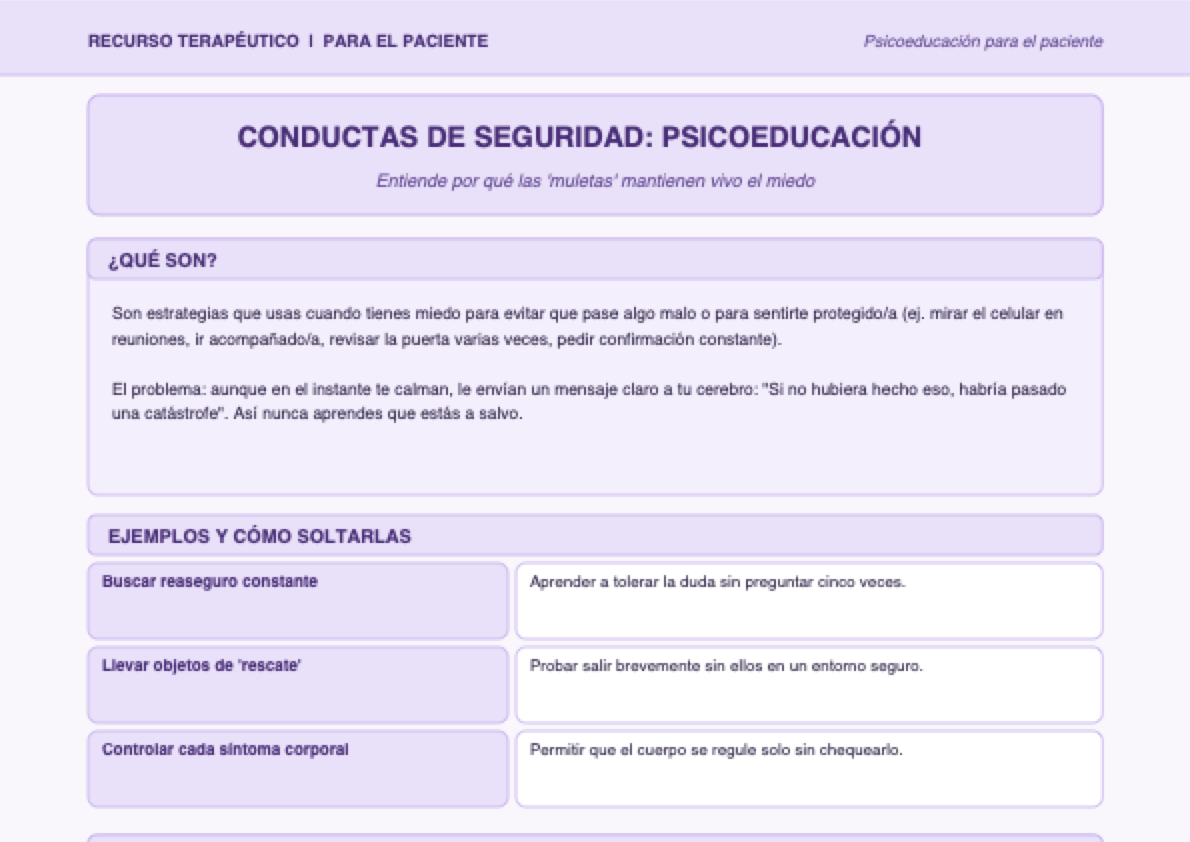 RECURSO TERAPÉUTICO | PARA EL PACIENTE
Psicoeducación para el paciente
CONDUCTAS DE SEGURIDAD: PSICOEDUCACIÓN
Entiende por qué las 'muletas' mantienen vivo el miedo
¿QUÉ SON?
Son estrategias que usas cuando tienes miedo para evitar que pase algo malo o para sentirte protegido/a (ej. mirar el celular en
reuniones, ir acompañado/a, revisar la puerta varias veces, pedir confirmación constante).
El problema: aunque en el instante te calman, le envían un mensaje claro a tu cerebro: "Si no hubiera hecho eso, habría pasado
una catástrofe". Así nunca aprendes que estás a salvo.
EJEMPLOS Y CÓMO SOLTARLAS
Buscar reaseguro constante
Aprender a tolerar la duda sin preguntar cinco veces.
Llevar objetos de 'rescate'
Probar salir brevemente sin ellos en un entorno seguro.
Controlar cada síntoma corporal
Permitir que el cuerpo se regule solo sin chequearlo.